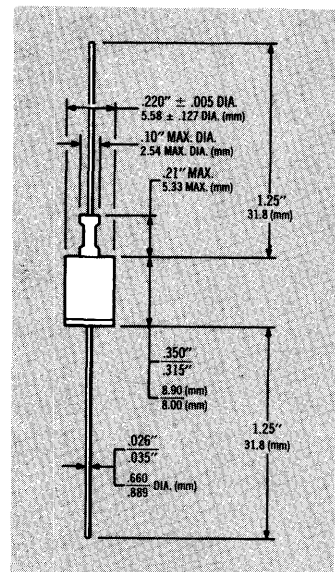 .220" ± .005 DIA.
5.58 ± .127 DIA. (mm)
.10" MAX. DIA.
2.54 MAX. DIA. (mm)
.21" MAX.
5.33 MAX. (mm)
1.25"
31.8 (mm)
.350"
.315"
8.90 (mm)
8.00 (mm)
1.25"
31.8 (mm)
.026"
.035"
.660
.889 DIA. (mm)